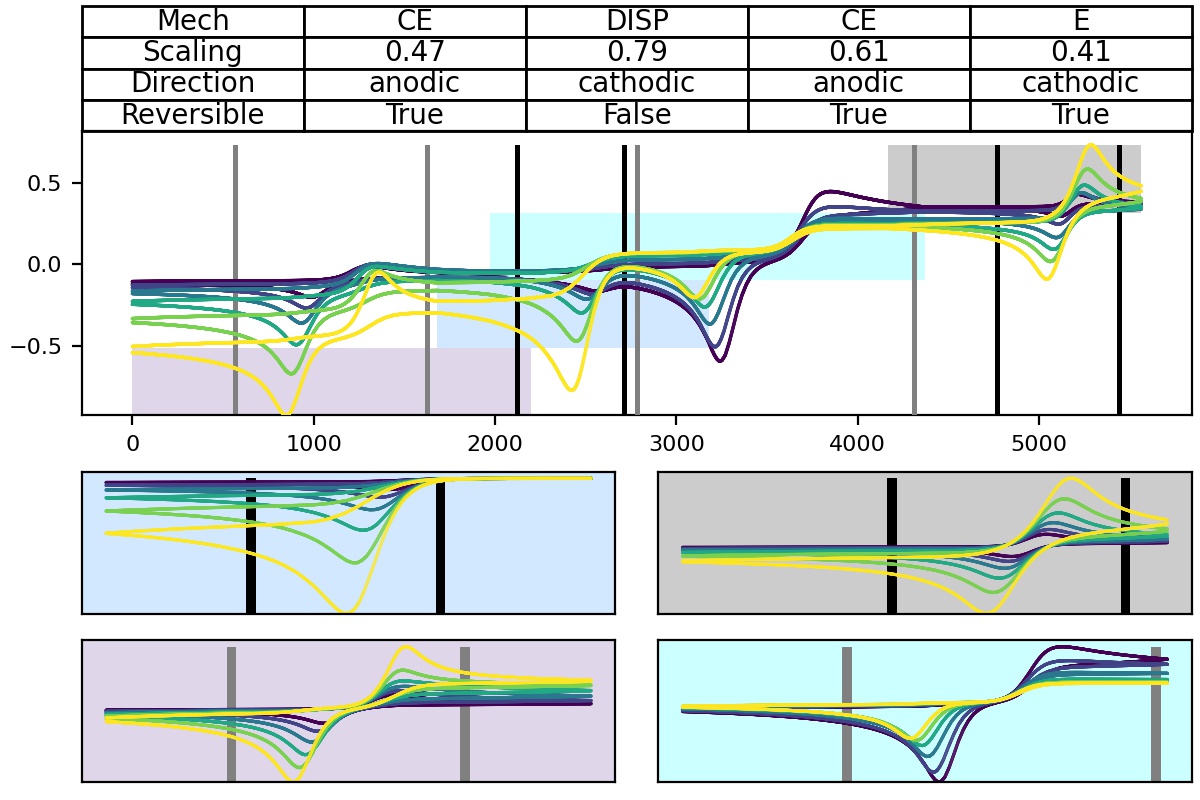 Mech CE DISP CE E
Scaling 0.47 0.79 0.61 0.41
Direction anodic cathodic anodic cathodic
Reversible True False True True
0.5
0.0
−0.5
0 1000 2000 3000 4000 5000